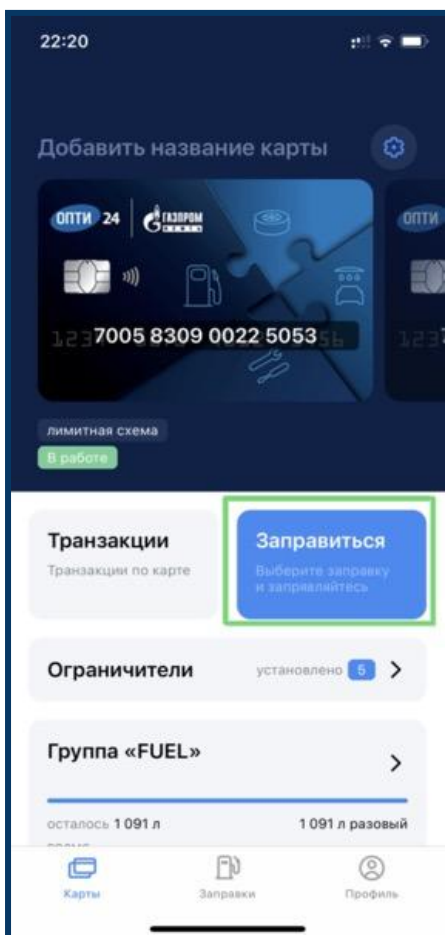 22:20
Добавить название карты
ОПТИ 24
ГАЗПРОМ
НЕФТЬ
ОПТИ
7005 8309 0022 5053
123
лимитная схема
В работе
Транзакции
Транзакции по карте
Заправиться
Выберите заправку
и заправляйтесь
Ограничители
установлено 5
Группа «FUEL»
осталось 1 091 л
1 091 л разовый
Карты
Заправки
Профиль